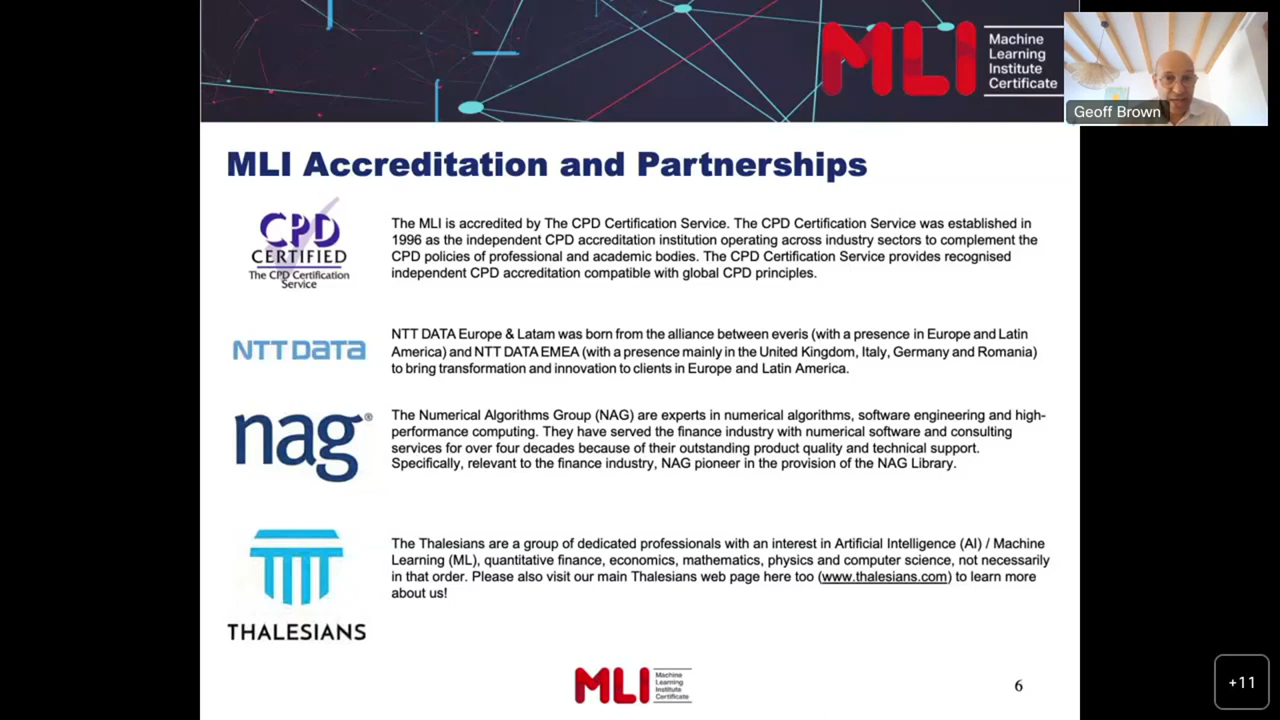 MLI
Machine
Learning
Institute
Certificate
Geoff Brown
MLI Accreditation and Partnerships
CPD
CERTIFIED
The CPD Certification
Service
The MLI is accredited by The CPD Certification Service. The CPD Certification Service was established in
1996 as the independent CPD accreditation institution operating across industry sectors to complement the
CPD policies of professional and academic bodies. The CPD Certification Service provides recognised
independent CPD accreditation compatible with global CPD principles.
NTT DATA
NTT DATA Europe & Latam was born from the alliance between everis (with a presence in Europe and Latin
America) and NTT DATA EMEA (with a presence mainly in the United Kingdom, Italy, Germany and Romania)
to bring transformation and innovation to clients in Europe and Latin America.
nag®
The Numerical Algorithms Group (NAG) are experts in numerical algorithms, software engineering and high-
performance computing. They have served the finance industry with numerical software and consulting
services for over four decades because of their outstanding product quality and technical support.
Specifically, relevant to the finance industry, NAG pioneer in the provision of the NAG Library.
THALESIANS
The Thalesians are a group of dedicated professionals with an interest in Artificial Intelligence (AI) / Machine
Learning (ML), quantitative finance, economics, mathematics, physics and computer science, not necessarily
in that order. Please also visit our main Thalesians web page here too (www.thalesians.com) to learn more
about us!
MLI
Machine
Learning
Institute
Certificate
6
+11